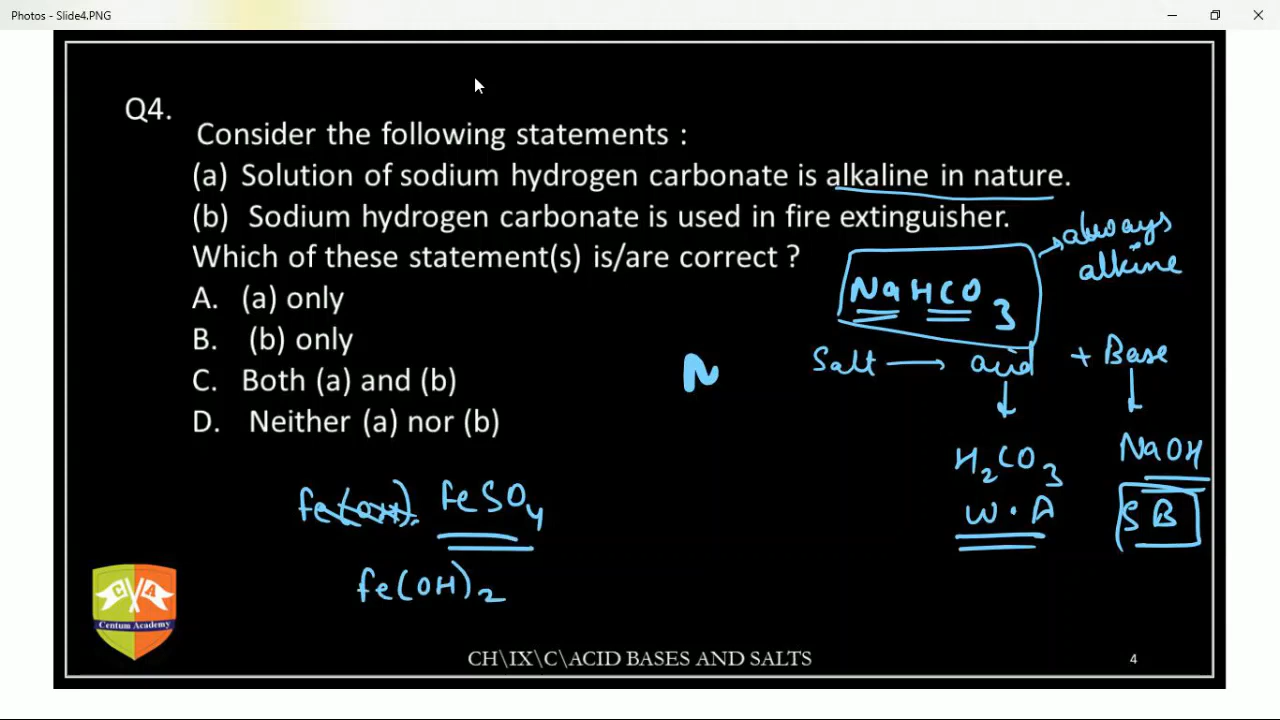 Photos - Slide4.PNG
Q4.
Consider the following statements :
(a) Solution of sodium hydrogen carbonate is alkaline in nature.
(b) Sodium hydrogen carbonate is used in fire extinguisher.
Which of these statement(s) is/are correct ?
A. (a) only
B. (b) only
C. Both (a) and (b)
D. Neither (a) nor (b)
always
alkine
NaHCO3
N
Salt → acid + Base
H2CO3
W.A
NaOH
SB
FeSO4
fe(OH)2
CA
Centum Academy
CH\IX\C\ACID BASES AND SALTS
4